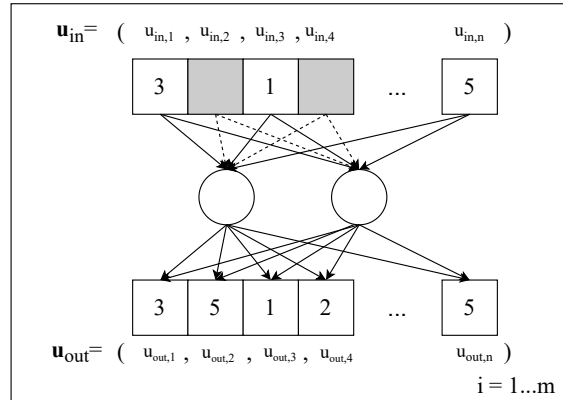 u_in= ( u_in,1 , u_in,2 , u_in,3 , u_in,4 u_in,n )
3 1 ... 5
3 5 1 2 ... 5
u_out= ( u_out,1 , u_out,2 , u_out,3 , u_out,4 u_out,n )
i = 1...m